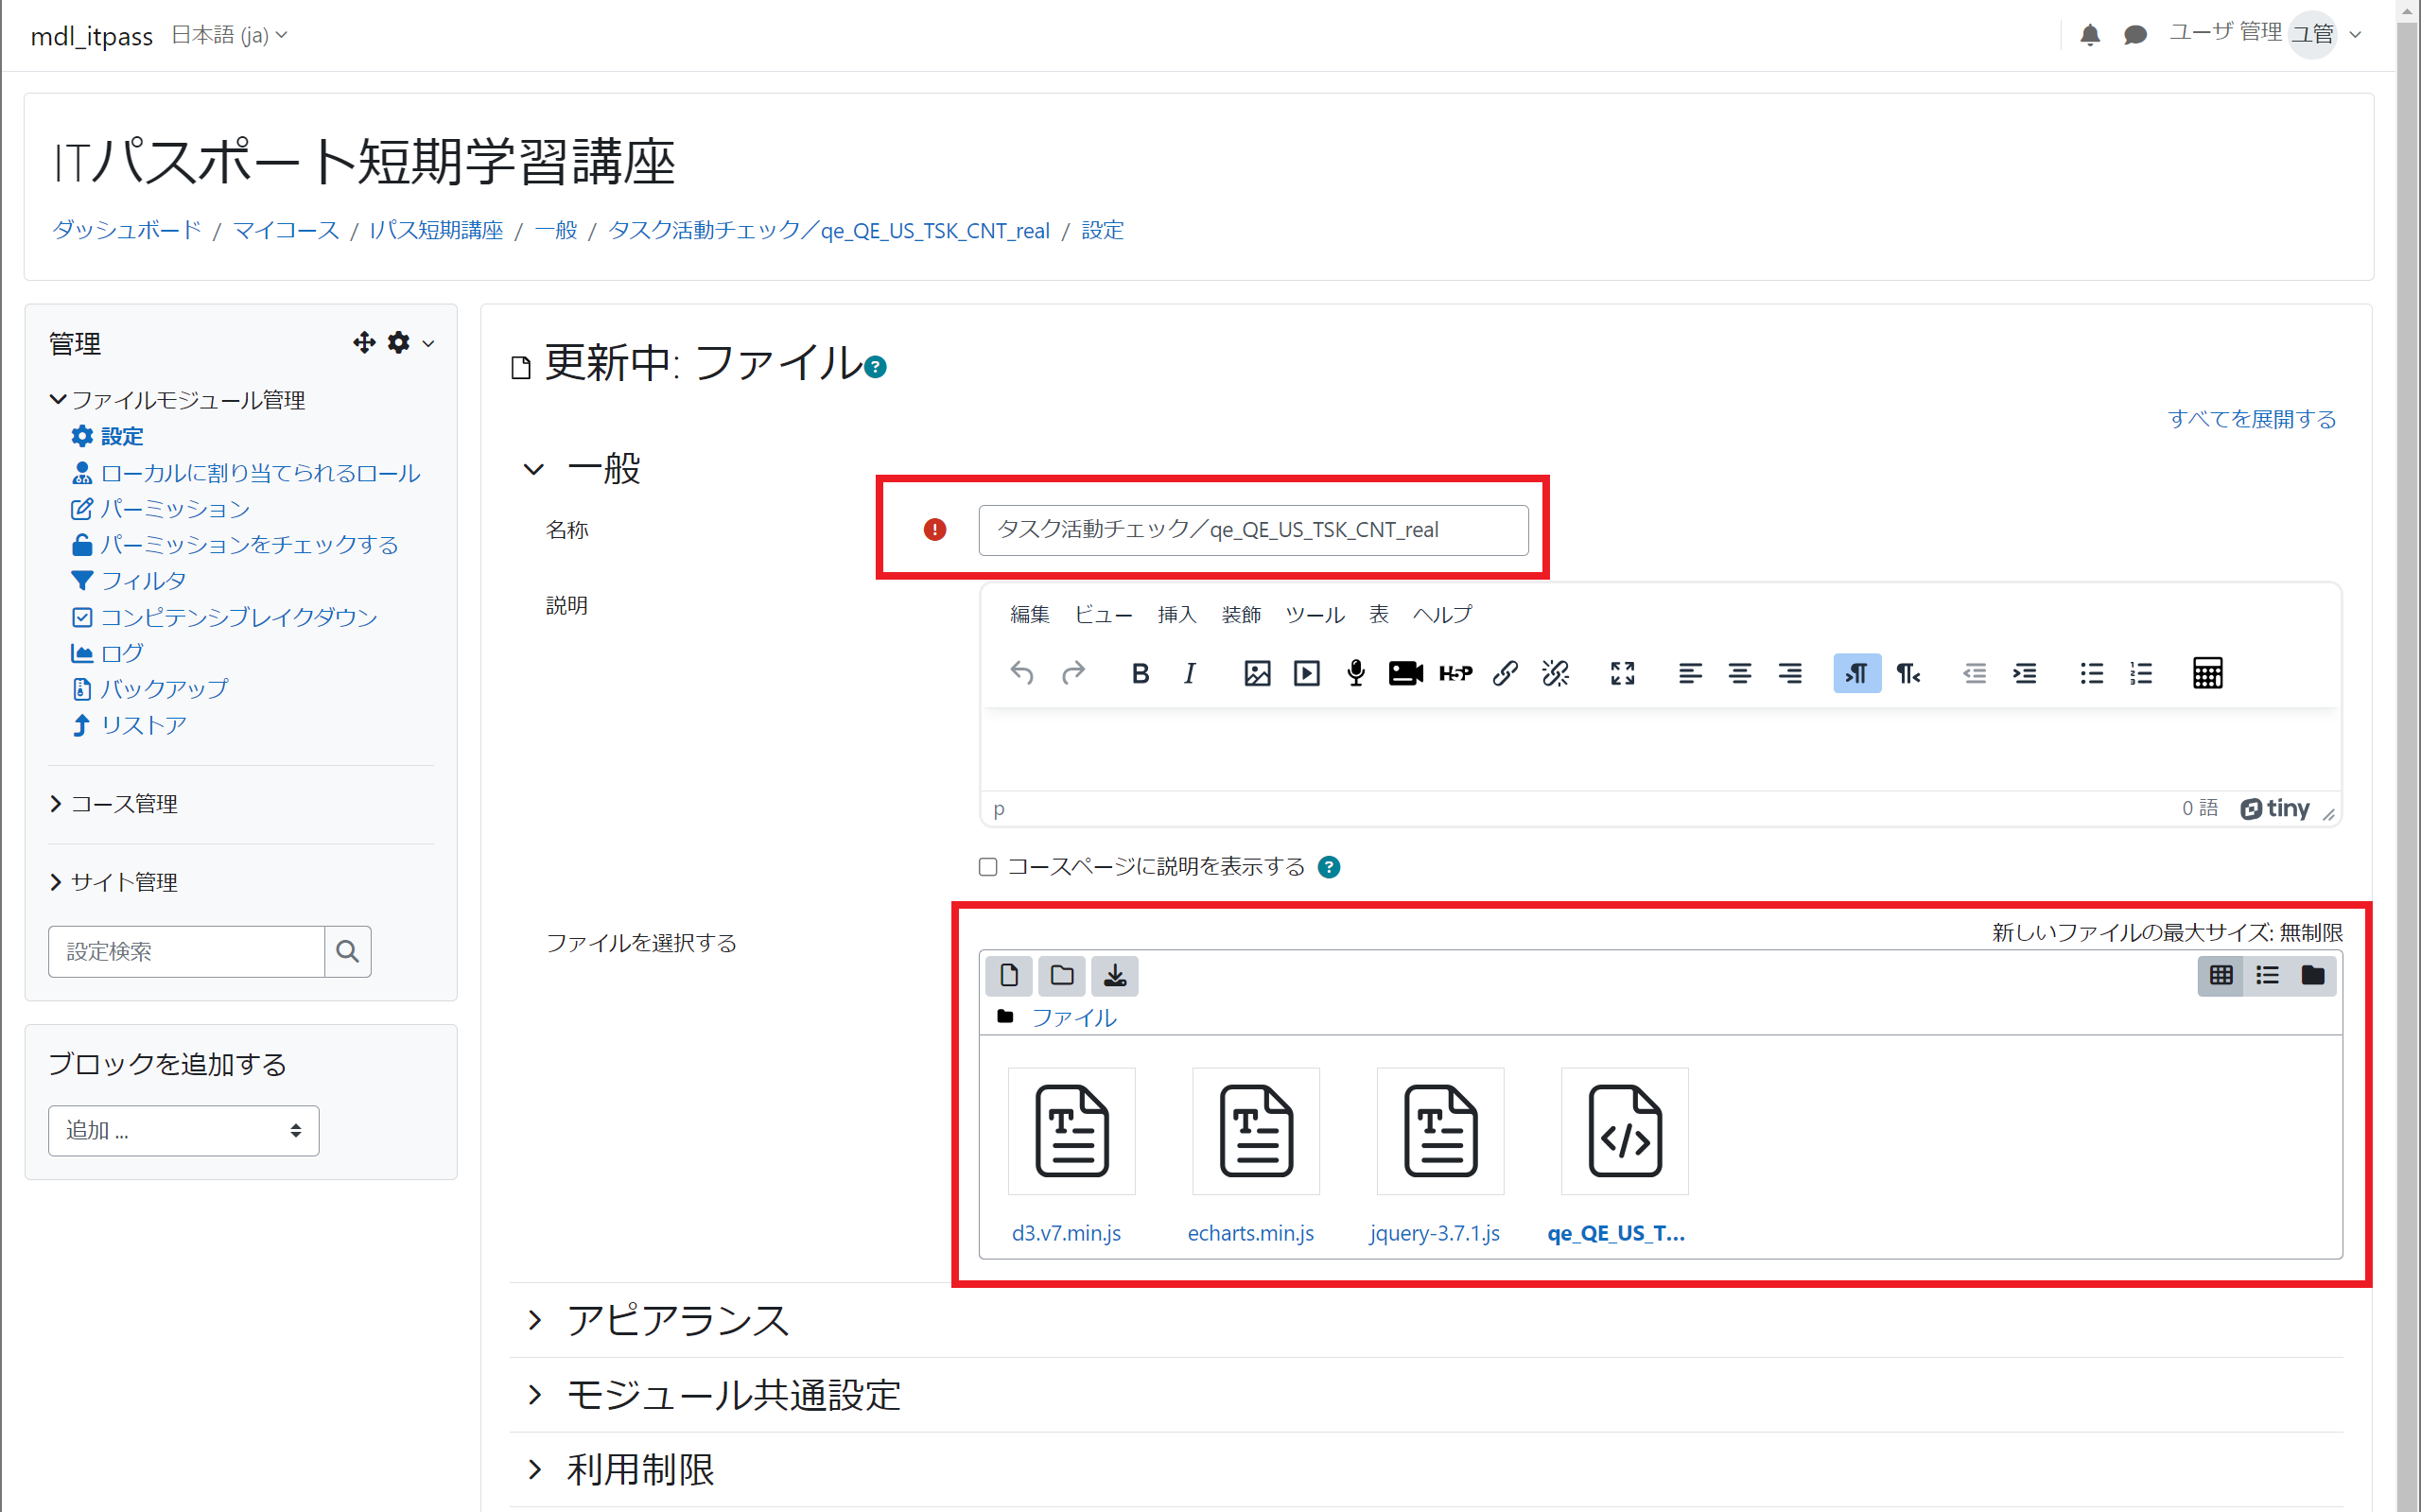 mdl_itpass 日本語 (ja)
ユーザ 管理 ユ管
ITパスポート短期学習講座
ダッシュボード / マイコース / Iパス短期講座 / 一般 / タスク活動チェック／qe_QE_US_TSK_CNT_real / 設定
管理
ファイルモジュール管理
設定
ローカルに割り当てられるロール
パーミッション
パーミッションをチェックする
フィルタ
コンピテンシブレイクダウン
ログ
バックアップ
リストア
コース管理
サイト管理
設定検索
ブロックを追加する
追加 ...
更新中: ファイル
すべてを展開する
一般
名称
タスク活動チェック／qe_QE_US_TSK_CNT_real
説明
編集 ビュー 挿入 装飾 ツール 表 ヘルプ
B I H5P
p
0 語 tiny
コースページに説明を表示する
ファイルを選択する
新しいファイルの最大サイズ: 無制限
ファイル
d3.v7.min.js echarts.min.js jquery-3.7.1.js qe_QE_US_T...
アピアランス
モジュール共通設定
利用制限